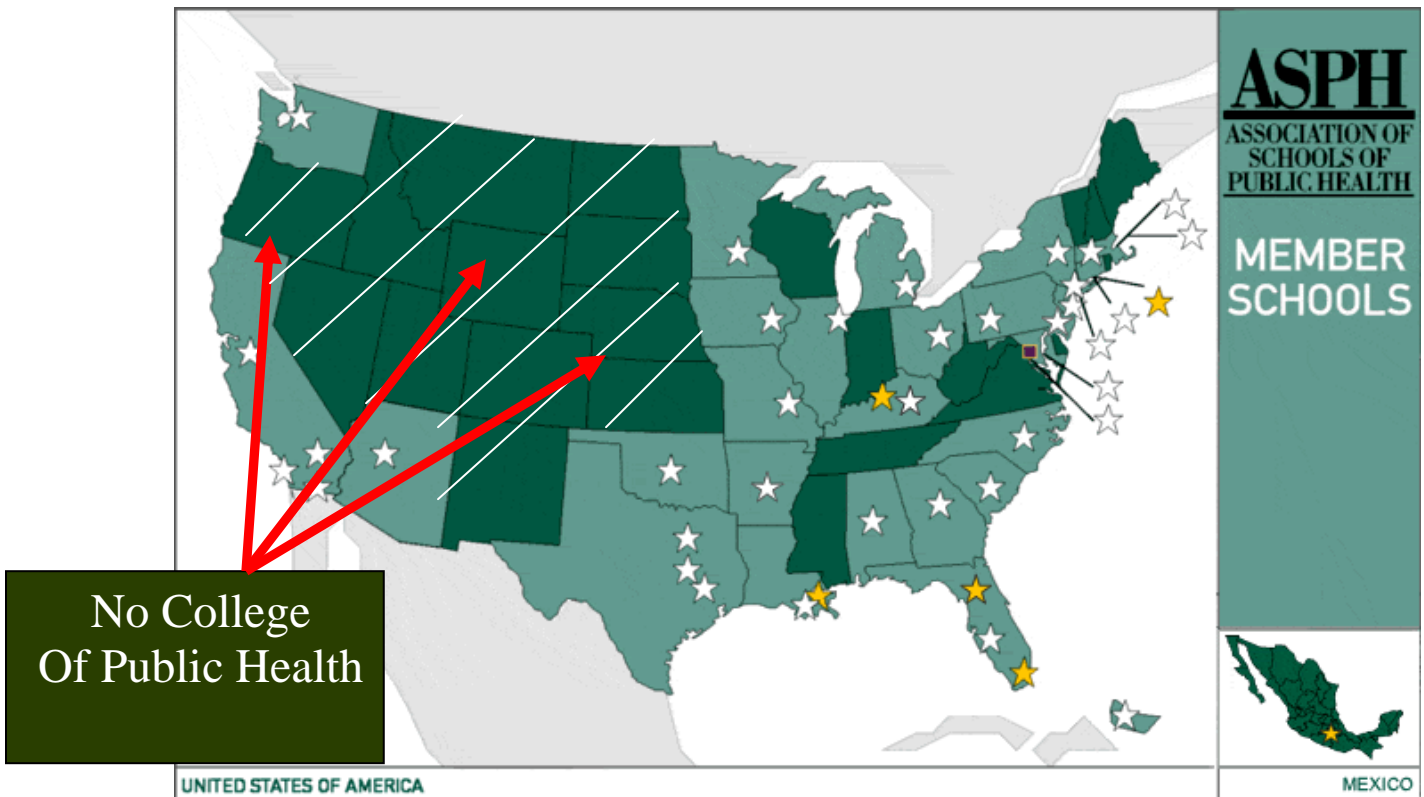 ASPH
ASSOCIATION OF
SCHOOLS OF
PUBLIC HEALTH
MEMBER
SCHOOLS
No College
Of Public Health
UNITED STATES OF AMERICA
MEXICO